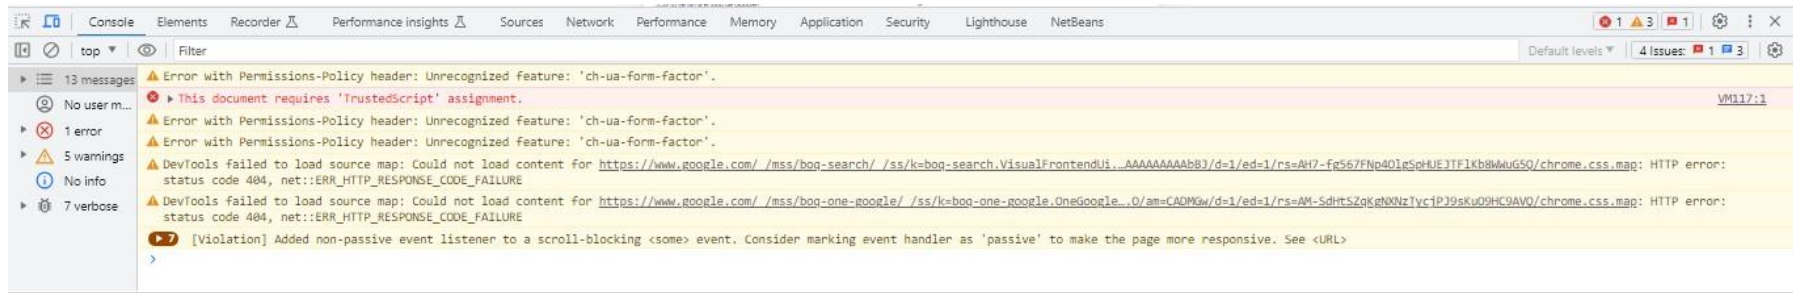 Console Elements Recorder Performance insights Sources Network Performance Memory Application Security Lighthouse NetBeans 1 3 1
top Filter Default levels 4 Issues: 1 3
13 messages
No user m...
1 error
5 warnings
No info
7 verbose
Error with Permissions-Policy header: Unrecognized feature: 'ch-ua-form-factor'.
This document requires 'TrustedScript' assignment. VM117:1
Error with Permissions-Policy header: Unrecognized feature: 'ch-ua-form-factor'.
Error with Permissions-Policy header: Unrecognized feature: 'ch-ua-form-factor'.
DevTools failed to load source map: Could not load content for https://www.google.com/_/mss/boq-search/_/ss/k=boq-search.VisualFrontendUi.…AAAAAAAAAbBJ/d=1/ed=1/rs=AH7-fg567FNp4OlgSpHUEJTFlKb8WWuG5Q/chrome.css.map: HTTP error:
status code 404, net::ERR_HTTP_RESPONSE_CODE_FAILURE
DevTools failed to load source map: Could not load content for https://www.google.com/_/mss/boq-one-google/_/ss/k=boq-one-google.OneGoogle…O/am=CADMGw/d=1/ed=1/rs=AM-SdHtSZqKgNXNzTycjPJ9sKuO9HC9AVQ/chrome.css.map: HTTP error:
status code 404, net::ERR_HTTP_RESPONSE_CODE_FAILURE
7 [Violation] Added non-passive event listener to a scroll-blocking <some> event. Consider marking event handler as 'passive' to make the page more responsive. See <URL>